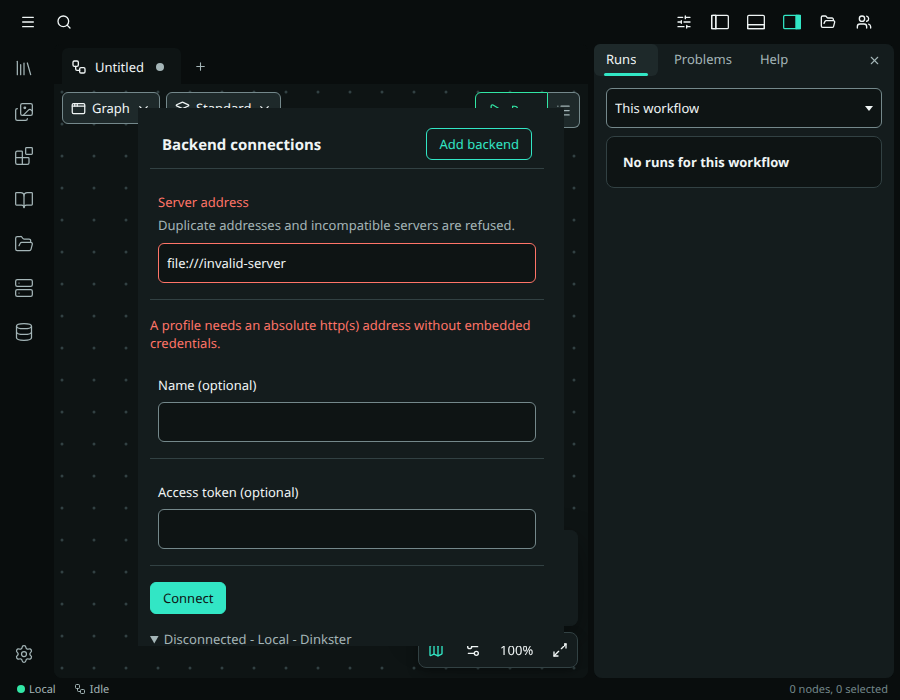 Untitled
Runs
Problems
Help
Graph
Standard
This workflow
No runs for this workflow
Backend connections
Add backend
Server address
Duplicate addresses and incompatible servers are refused.
file:///invalid-server
A profile needs an absolute http(s) address without embedded
credentials.
Name (optional)
Access token (optional)
Connect
Disconnected - Local - Dinkster
100%
Local
Idle
0 nodes, 0 selected